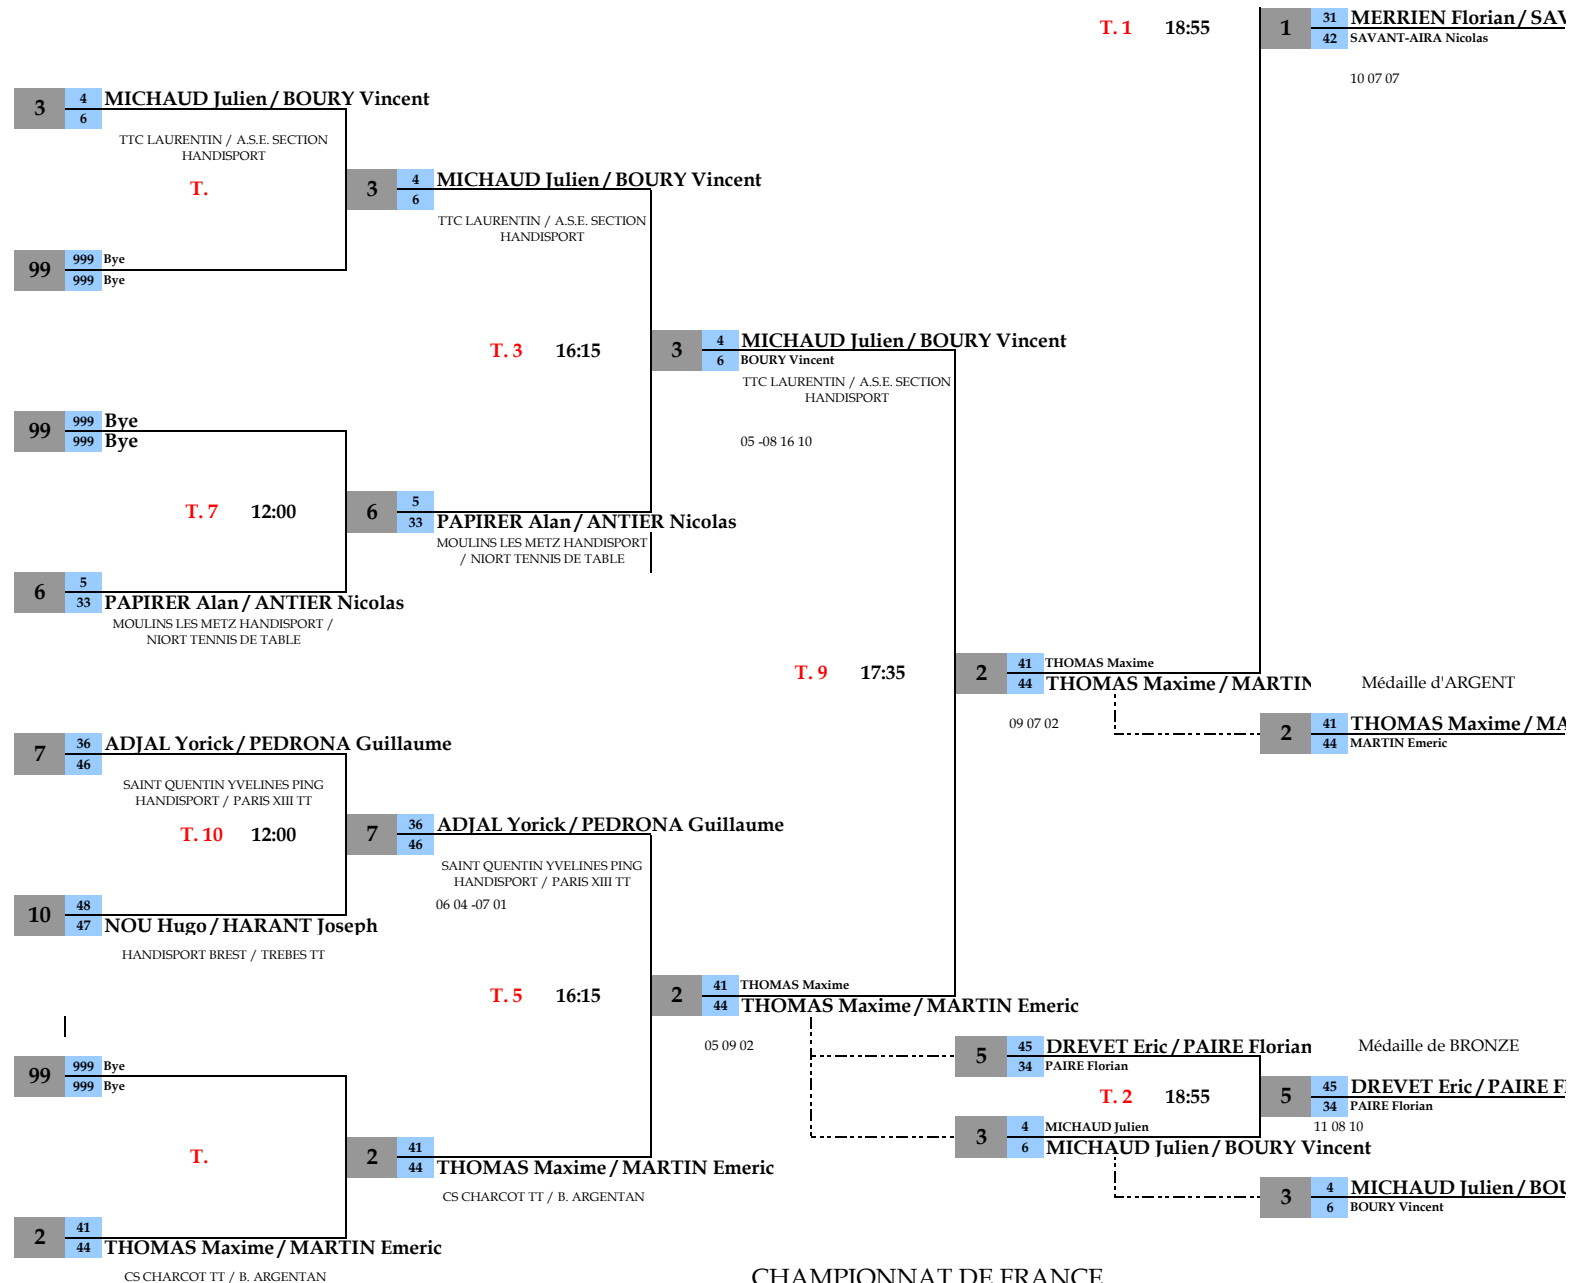 T. 1 18:55
1 31 MERRIEN Florian / SAV
42 SAVANT-AIRA Nicolas
10 07 07
3 4 MICHAUD Julien / BOURY Vincent
6
TTC LAURENTIN / A.S.E. SECTION
HANDISPORT
T.
3 4 MICHAUD Julien / BOURY Vincent
6
TTC LAURENTIN / A.S.E. SECTION
HANDISPORT
99 999 Bye
999 Bye
T. 3 16:15
3 4 MICHAUD Julien / BOURY Vincent
6 BOURY Vincent
TTC LAURENTIN / A.S.E. SECTION
HANDISPORT
05 -08 16 10
99 999 Bye
999 Bye
T. 7 12:00
6 5
33 PAPIRER Alan / ANTIER Nicolas
MOULINS LES METZ HANDISPORT
/ NIORT TENNIS DE TABLE
6 5
33 PAPIRER Alan / ANTIER Nicolas
MOULINS LES METZ HANDISPORT /
NIORT TENNIS DE TABLE
T. 9 17:35
2 41 THOMAS Maxime
44 THOMAS Maxime / MARTIN
09 07 02
Médaille d'ARGENT
2 41 THOMAS Maxime / MA
44 MARTIN Emeric
7 36 ADJAL Yorick / PEDRONA Guillaume
46
SAINT QUENTIN YVELINES PING
HANDISPORT / PARIS XIII TT
T. 10 12:00
7 36 ADJAL Yorick / PEDRONA Guillaume
46
SAINT QUENTIN YVELINES PING
HANDISPORT / PARIS XIII TT
06 04 -07 01
10 48
47 NOU Hugo / HARANT Joseph
HANDISPORT BREST / TREBES TT
T. 5 16:15
2 41 THOMAS Maxime
44 THOMAS Maxime / MARTIN Emeric
05 09 02
5 45 DREVET Eric / PAIRE Florian
34 PAIRE Florian
Médaille de BRONZE
99 999 Bye
999 Bye
T. 2 18:55
5 45 DREVET Eric / PAIRE F
34 PAIRE Florian
11 08 10
3 4 MICHAUD Julien
6 MICHAUD Julien / BOURY Vincent
T.
2 41
44 THOMAS Maxime / MARTIN Emeric
CS CHARCOT TT / B. ARGENTAN
3 4 MICHAUD Julien / BOU
6 BOURY Vincent
2 41
44 THOMAS Maxime / MARTIN Emeric
CS CHARCOT TT / B. ARGENTAN
CHAMPIONNAT DE FRANCE